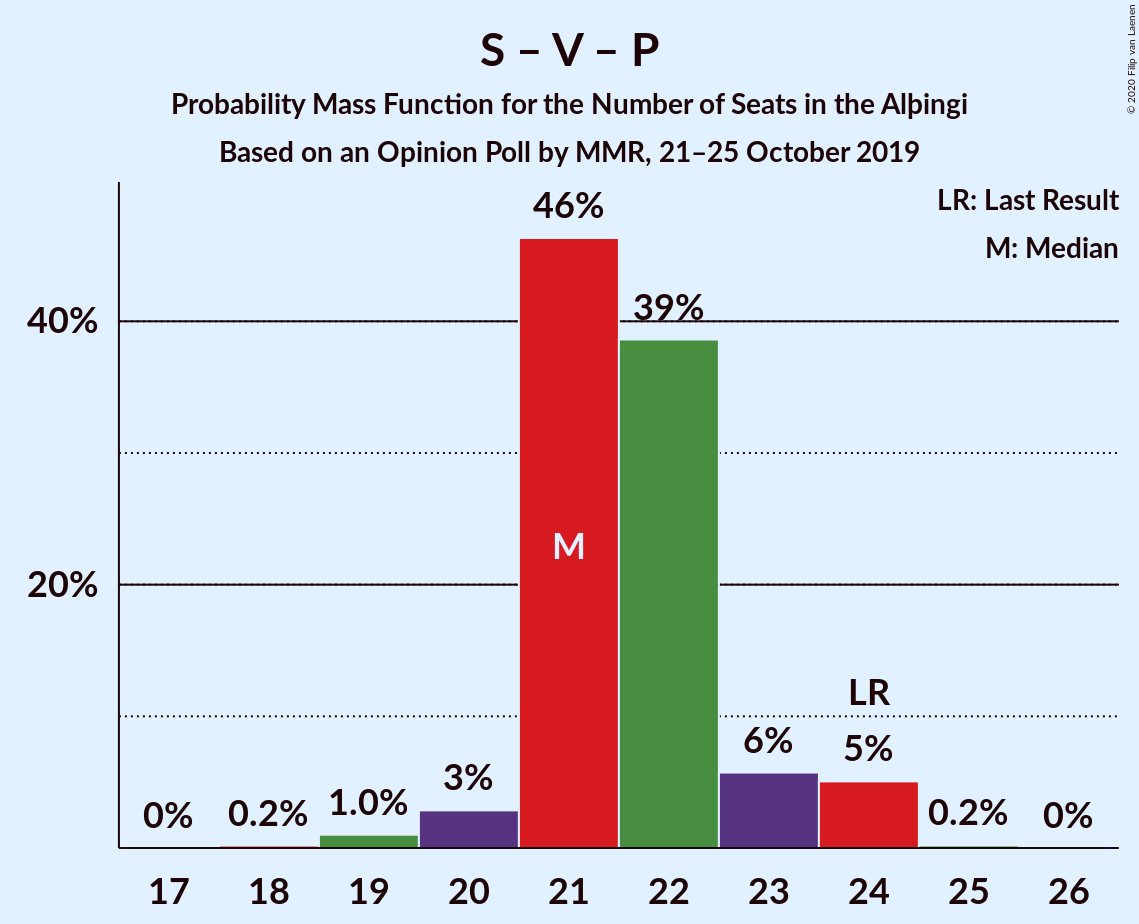 S – V – P
Probability Mass Function for the Number of Seats in the Alþingi
Based on an Opinion Poll by MMR, 21–25 October 2019
© 2020 Filip van Laenen
LR: Last Result
M: Median
40%
20%
0%
0.2%
1.0%
3%
46%
M
39%
6%
LR
5%
0.2%
0%
17 18 19 20 21 22 23 24 25 26